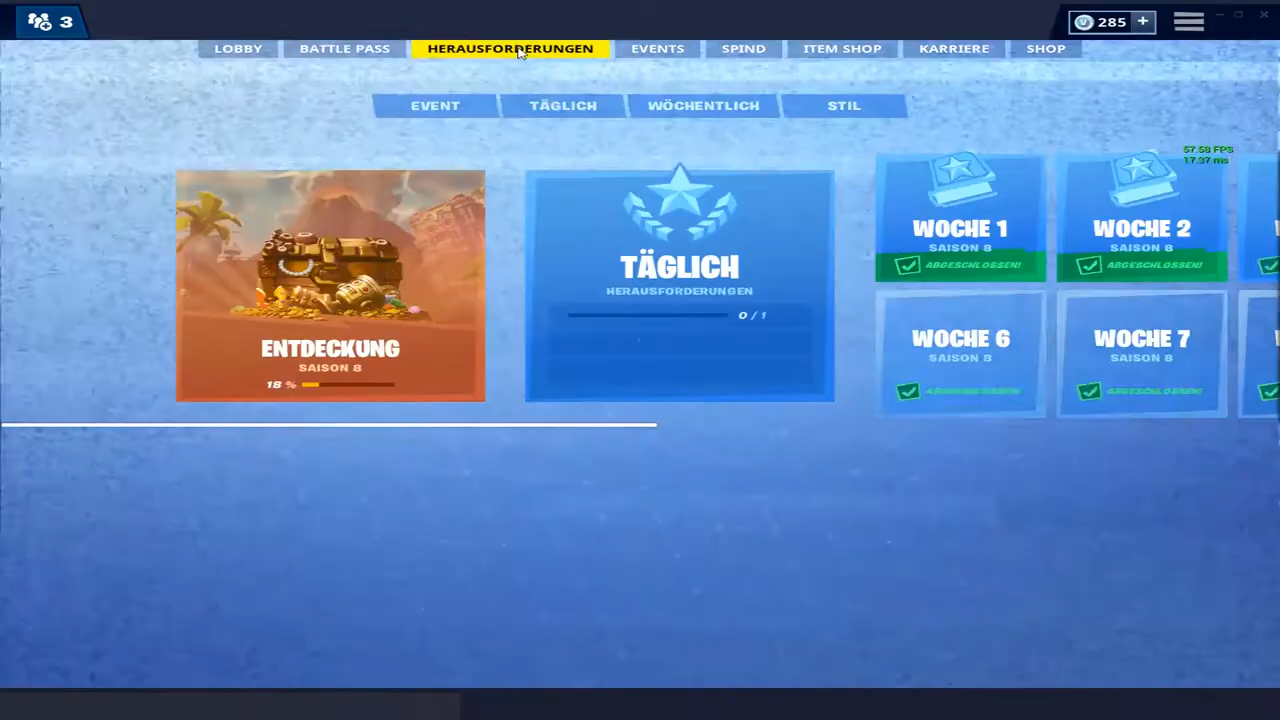 3
285 +
LOBBY
BATTLE PASS
HERAUSFORDERUNGEN
EVENTS
SPIND
ITEM SHOP
KARRIERE
SHOP
EVENT
TÄGLICH
WÖCHENTLICH
STIL
57.58 FPS
17.37 ms
ENTDECKUNG
SAISON 8
18 %
TÄGLICH
HERAUSFORDERUNGEN
0 / 1
WOCHE 1
SAISON 8
ABGESCHLOSSEN!
WOCHE 2
SAISON 8
ABGESCHLOSSEN!
WOCHE 6
SAISON 8
ABGESCHLOSSEN!
WOCHE 7
SAISON 8
ABGESCHLOSSEN!